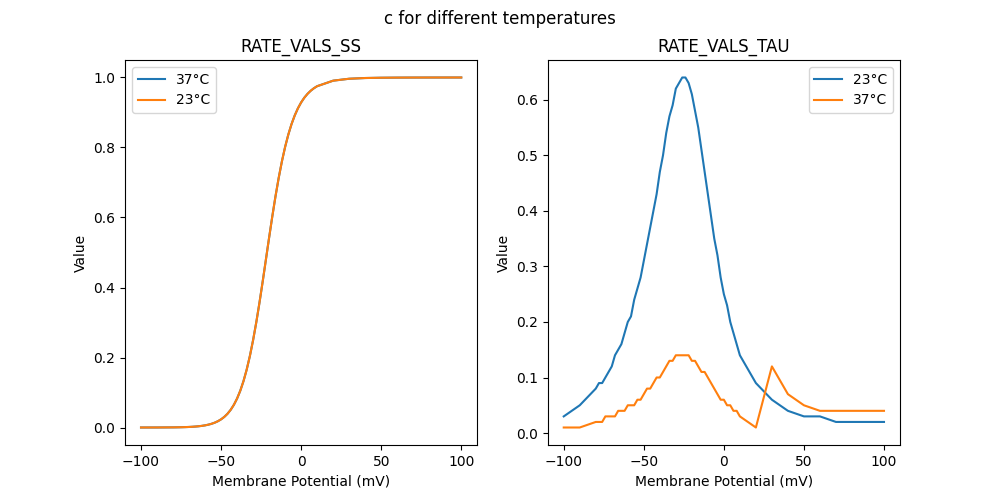 c for different temperatures
RATE_VALS_SS
1.0
0.8
0.6
0.4
0.2
0.0
Value
37°C
23°C
−100
−50
0
50
100
Membrane Potential (mV)
RATE_VALS_TAU
0.6
0.5
0.4
0.3
0.2
0.1
0.0
Value
23°C
37°C
−100
−50
0
50
100
Membrane Potential (mV)